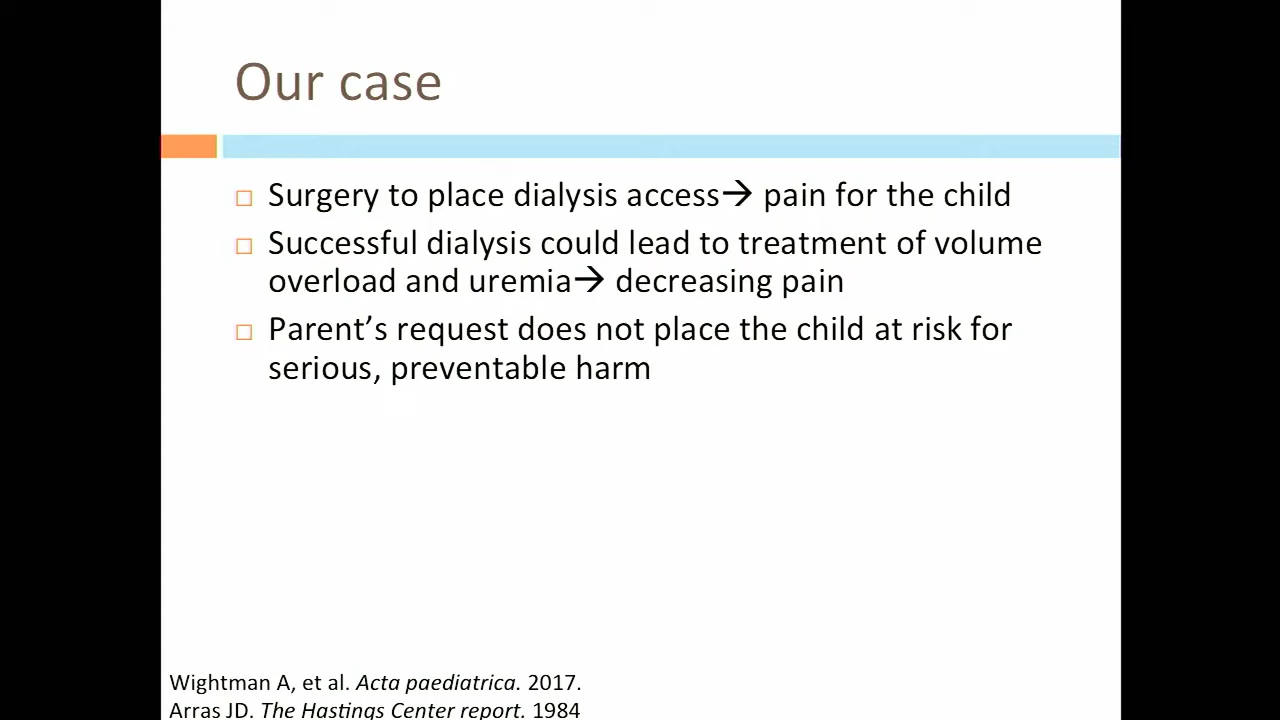 Our case
Surgery to place dialysis access→ pain for the child
Successful dialysis could lead to treatment of volume
overload and uremia→ decreasing pain
Parent’s request does not place the child at risk for
serious, preventable harm
Wightman A, et al. Acta paediatrica. 2017.
Arras JD. The Hastings Center report. 1984